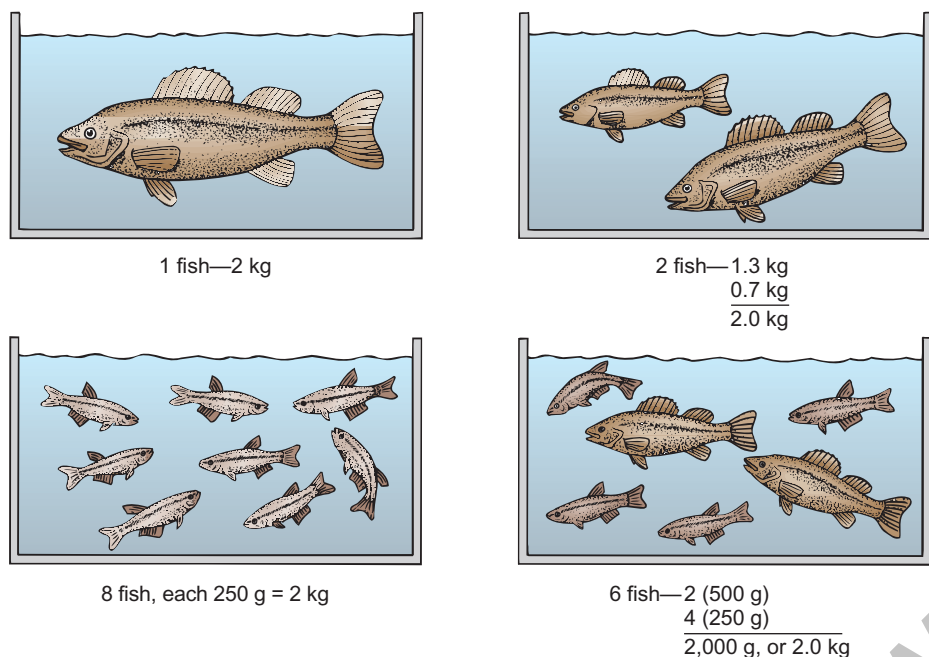 1 fish—2 kg
2 fish—1.3 kg
0.7 kg
2.0 kg
8 fish, each 250 g = 2 kg
6 fish—2 (500 g)
4 (250 g)
2,000 g, or 2.0 kg